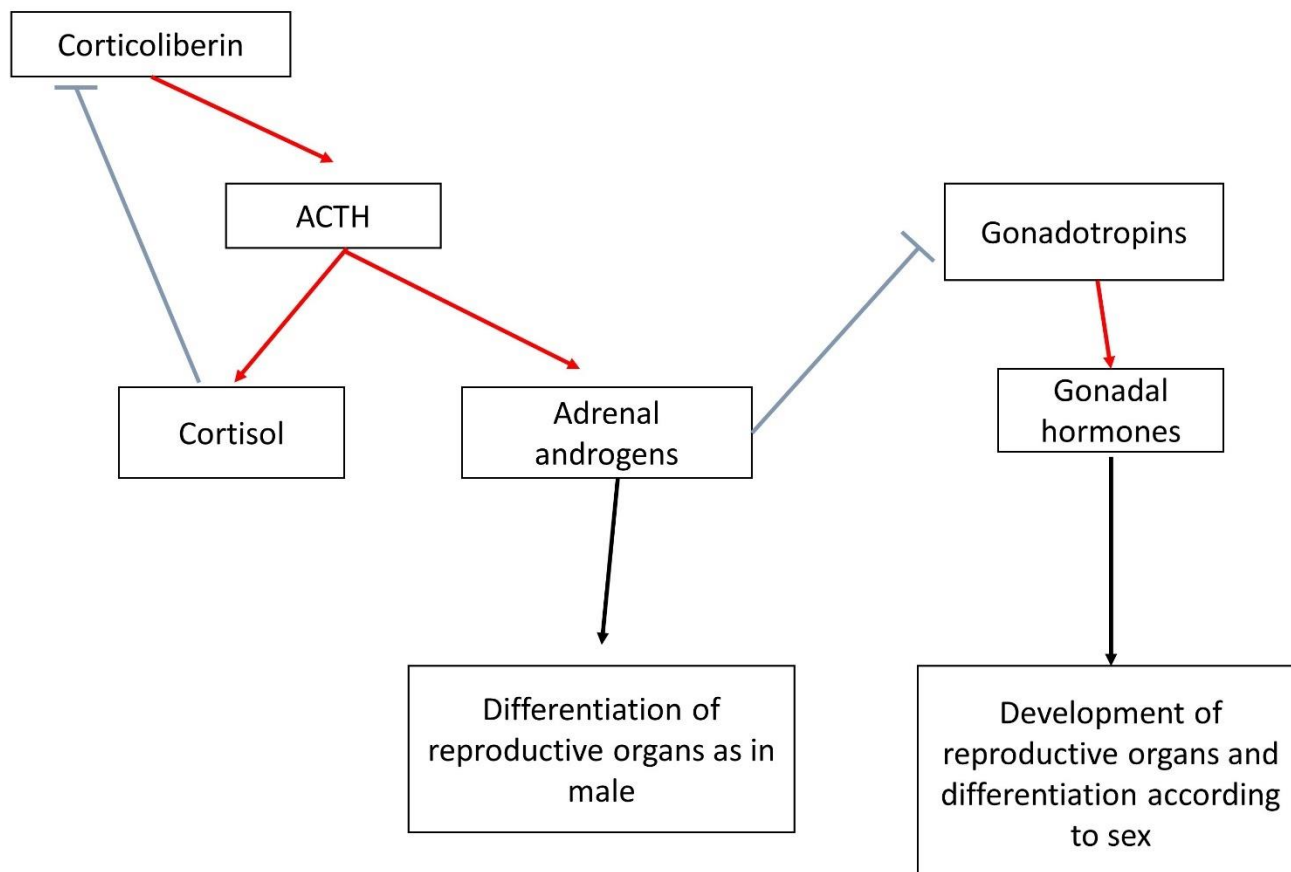 Corticoliberin
ACTH
Gonadotropins
Cortisol
Adrenal
androgens
Gonadal
hormones
Differentiation of
reproductive organs as in
male
Development of
reproductive organs and
differentiation according
to sex